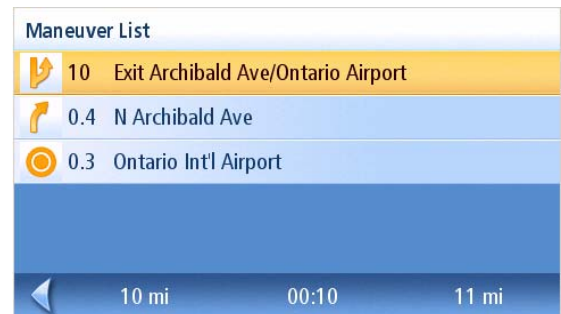 Maneuver List
10 Exit Archibald Ave/Ontario Airport
0.4 N Archibald Ave
0.3 Ontario Int'l Airport
10 mi 00:10 11 mi